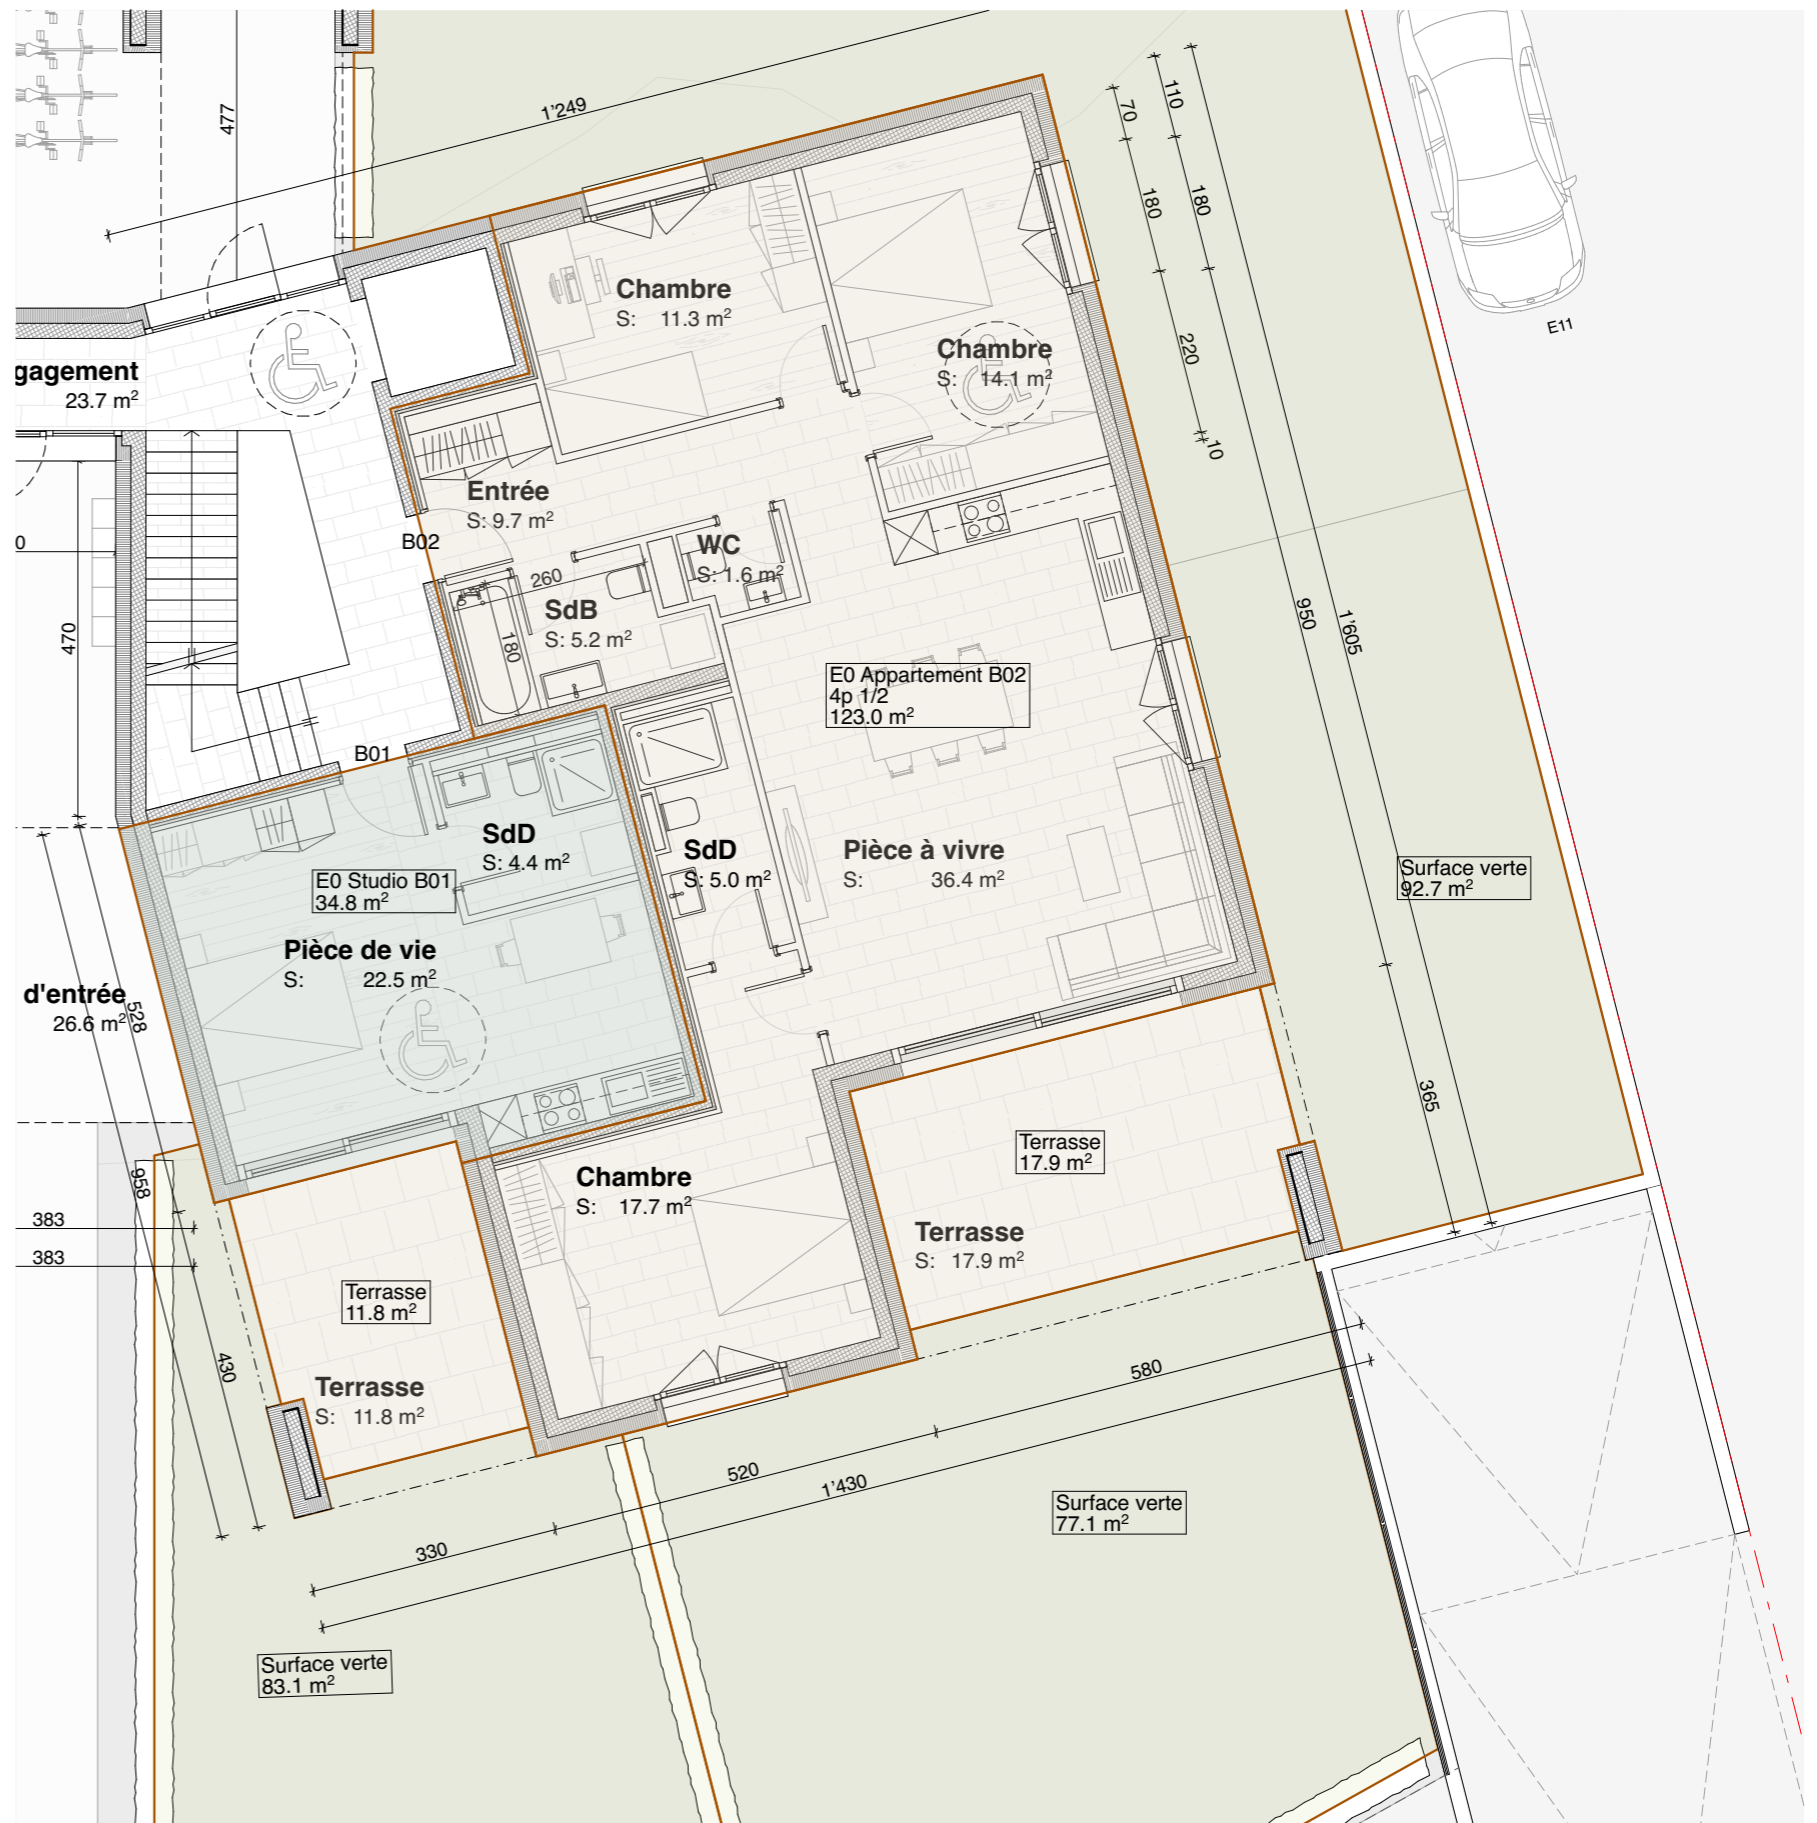 477
1'249
70
110
180
180
220
10
E11
Chambre
S: 11.3 m²
Chambre
S: 14.1 m²
gagement
23.7 m²
Entrée
S: 9.7 m²
B02
WC
S: 1.6 m²
260
SdB
S: 5.2 m²
180
0
470
950
1'605
E0 Appartement B02
4p 1/2
123.0 m²
B01
SdD
S: 4.4 m²
SdD
S: 5.0 m²
Pièce à vivre
S: 36.4 m²
Surface verte
92.7 m²
E0 Studio B01
34.8 m²
Pièce de vie
S: 22.5 m²
d'entrée
26.6 m²
528
365
Terrasse
17.9 m²
Chambre
S: 17.7 m²
958
383
383
Terrasse
S: 17.9 m²
Terrasse
11.8 m²
430
Terrasse
S: 11.8 m²
580
520
1'430
330
Surface verte
77.1 m²
Surface verte
83.1 m²